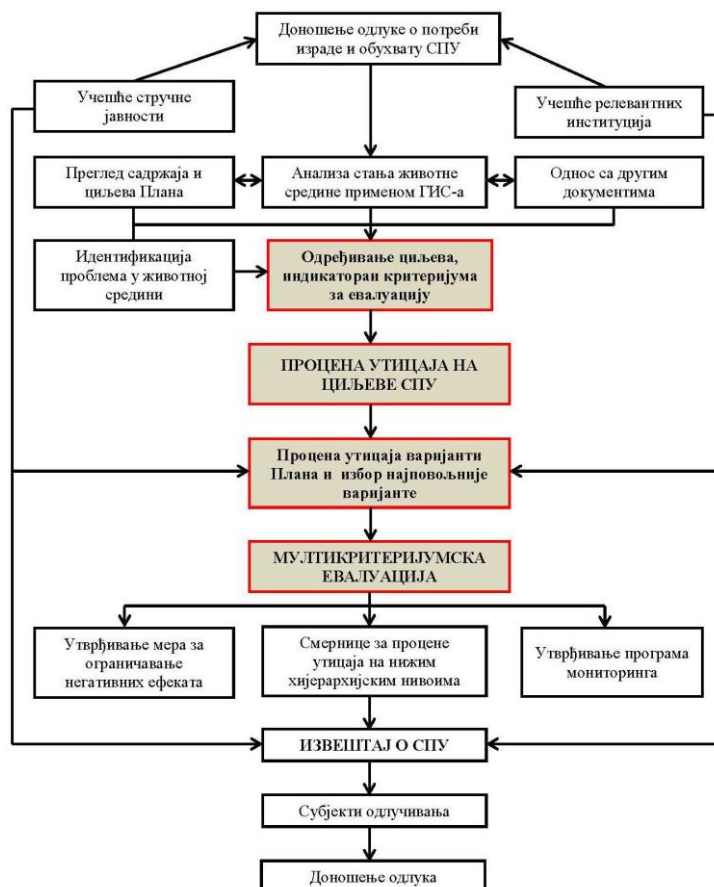 Доношење одлуке о потреби
израде и обухвату СПУ
Учешће стручне
јавности
Учешће релевантних
институција
Преглед садржаја и
циљева Плана
Анализа стања животне
средине применом ГИС-а
Однос са другим
документима
Идентификација
проблема у животној
средини
Одређивање циљева,
индикатораи критеријума
за евалуацију
ПРОЦЕНА УТИЦАЈА НА
ЦИЉЕВЕ СПУ
Процена утицаја варијанти
Плана и избор најповољније
варијанте
МУЛТИКРИТЕРИЈУМСКА
ЕВАЛУАЦИЈА
Утврђивање мера за
ограничавање
негативних ефеката
Смернице за процене
утицаја на нижим
хијерархијским нивоима
Утврђивање програма
мониторинга
ИЗВЕШТАЈ О СПУ
Субјекти одлучивања
Доношење одлука